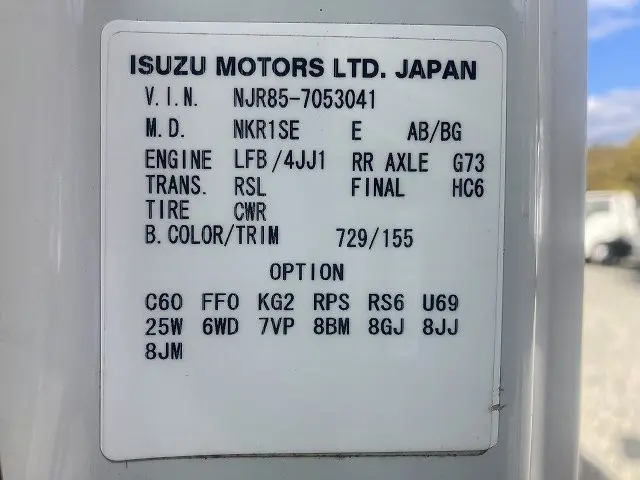 ISUZU MOTORS LTD. JAPAN
V.I.N. NJR85-7053041
M.D. NKR1SE E AB/BG
ENGINE LFB/4JJ1 RR AXLE G73
TRANS. RSL FINAL HC6
TIRE CWR
B.COLOR/TRIM 729/155
OPTION
C60 FF0 KG2 RPS RS6 U69
25W 6WD 7VP 8BM 8GJ 8JJ
8JM